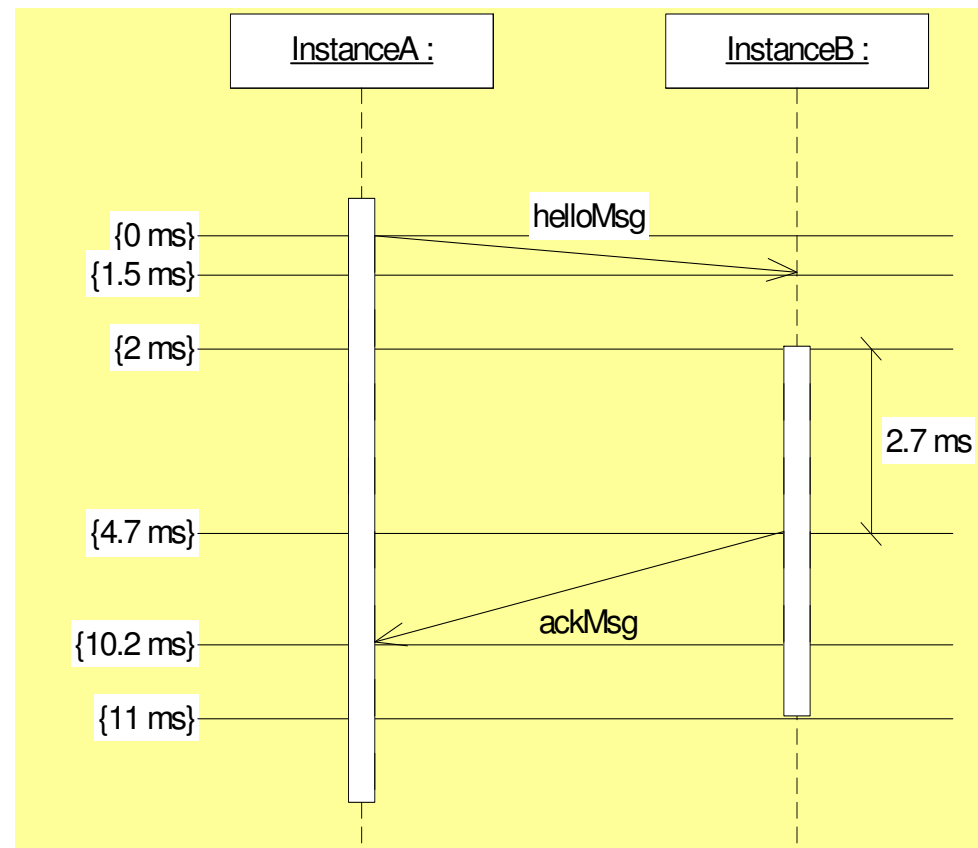 InstanceA :
InstanceB :
helloMsg
{0 ms}
{1.5 ms}
{2 ms}
2.7 ms
{4.7 ms}
ackMsg
{10.2 ms}
{11 ms}